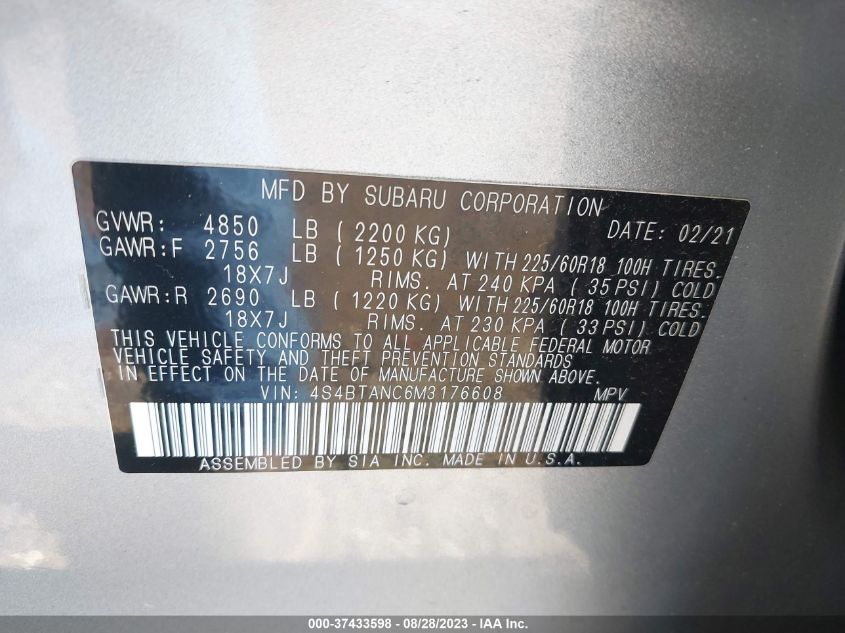 MFD BY SUBARU CORPORATION
GVWR: 4850 LB ( 2200 KG) DATE: 02/21
GAWR:F 2756 LB ( 1250 KG) WITH 225/60R18 100H TIRES.
18X7J RIMS. AT 240 KPA ( 35 PSI) COLD
GAWR:R 2690 LB ( 1220 KG) WITH 225/60R18 100H TIRES.
18X7J RIMS. AT 230 KPA ( 33 PSI) COLD
THIS VEHICLE CONFORMS TO ALL APPLICABLE FEDERAL MOTOR
VEHICLE SAFETY AND THEFT PREVENTION STANDARDS
IN EFFECT ON THE DATE OF MANUFACTURE SHOWN ABOVE.
VIN: 4S4BTANC6M3176608 MPV
ASSEMBLED BY SIA INC. MADE IN U.S.A.
000-37433598 - 08/28/2023 - IAA Inc.